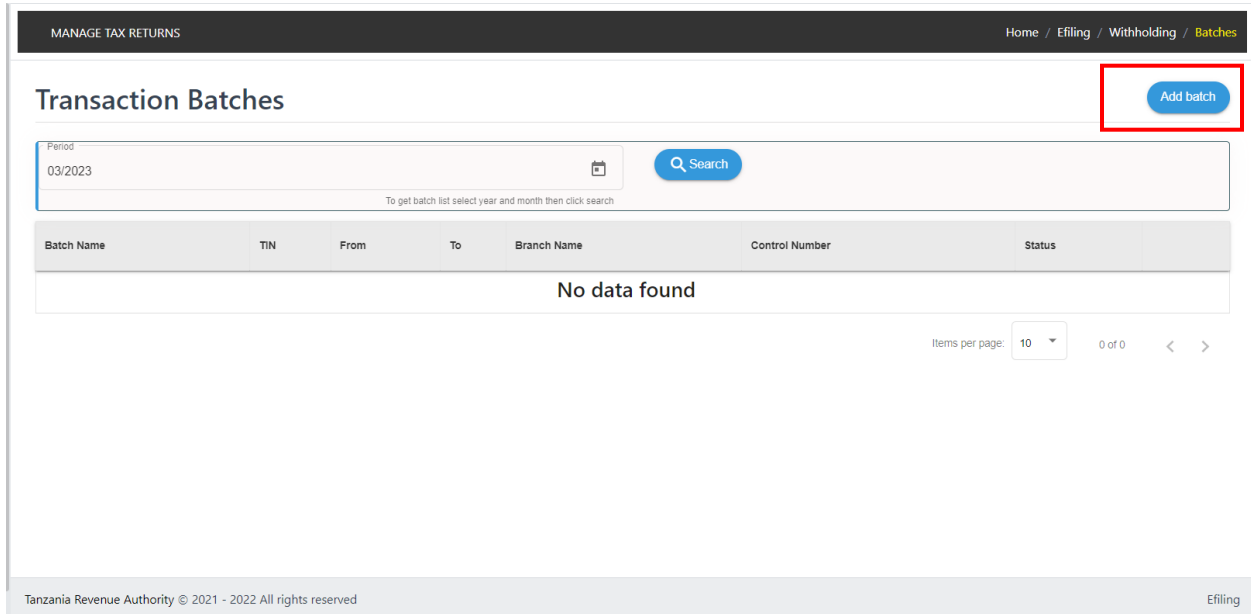 MANAGE TAX RETURNS Home / Efiling / Withholding / Batches
Transaction Batches Add batch
Period
03/2023 Search
To get batch list select year and month then click search
Batch Name TIN From To Branch Name Control Number Status
No data found
Items per page: 10 0 of 0
Tanzania Revenue Authority © 2021 - 2022 All rights reserved Efiling